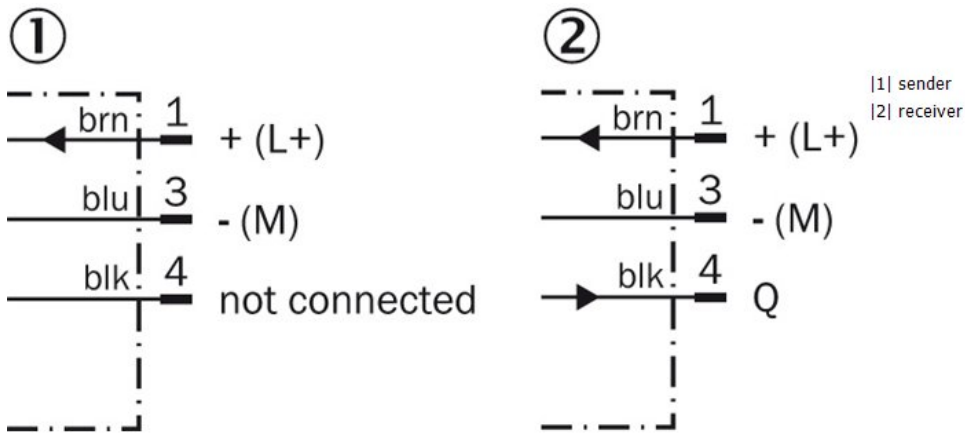 ①
brn 1 + (L+)
blu 3 - (M)
blk 4 not connected
②
brn 1 + (L+)
blu 3 - (M)
blk 4 Q
|1| sender
|2| receiver